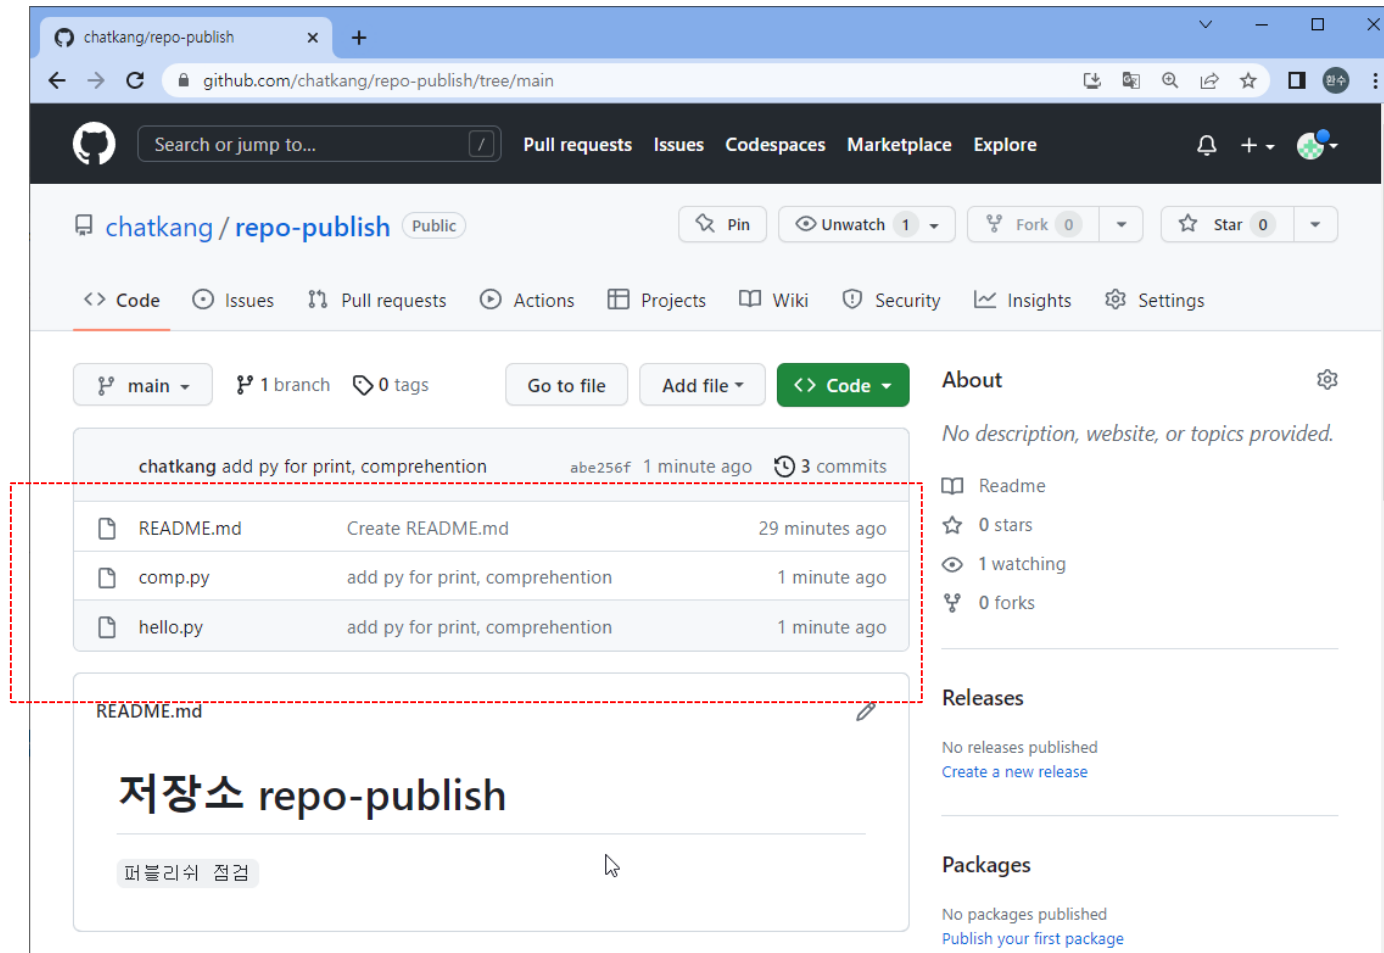 chatkang/repo-publish
github.com/chatkang/repo-publish/tree/main
환수
Search or jump to... / Pull requests Issues Codespaces Marketplace Explore
chatkang / repo-publish Public Pin Unwatch 1 Fork 0 Star 0
Code Issues Pull requests Actions Projects Wiki Security Insights Settings
main 1 branch 0 tags Go to file Add file Code
chatkang add py for print, comprehention abe256f 1 minute ago 3 commits
README.md Create README.md 29 minutes ago
comp.py add py for print, comprehention 1 minute ago
hello.py add py for print, comprehention 1 minute ago
README.md
저장소 repo-publish
퍼블리쉬 점검
About
No description, website, or topics provided.
Readme
0 stars
1 watching
0 forks
Releases
No releases published
Create a new release
Packages
No packages published
Publish your first package